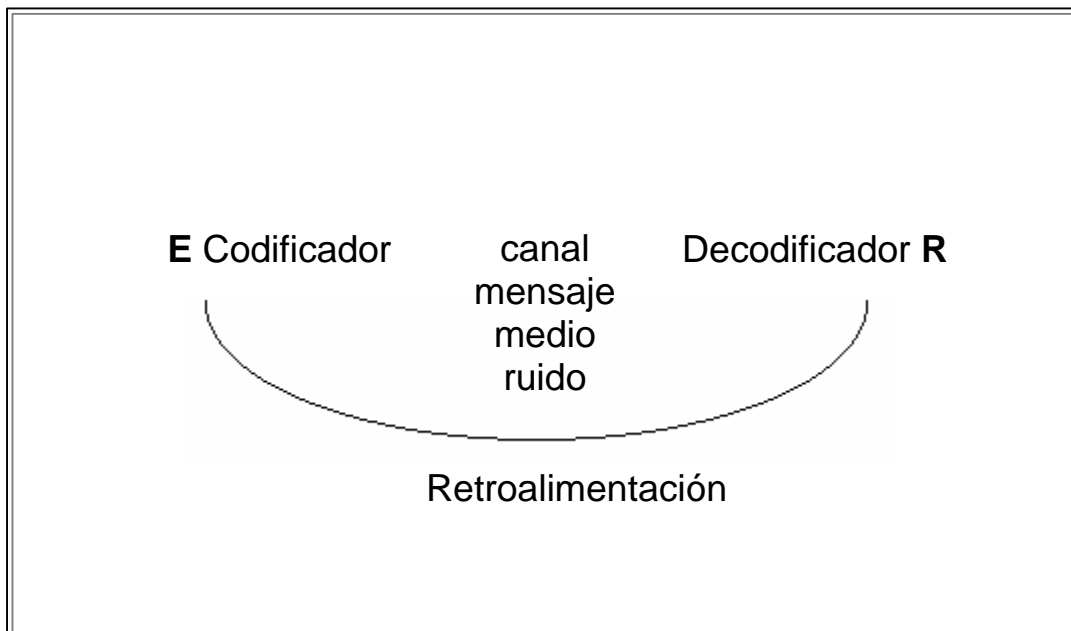 E Codificador canal Decodificador R
mensaje
medio
ruido
Retroalimentación